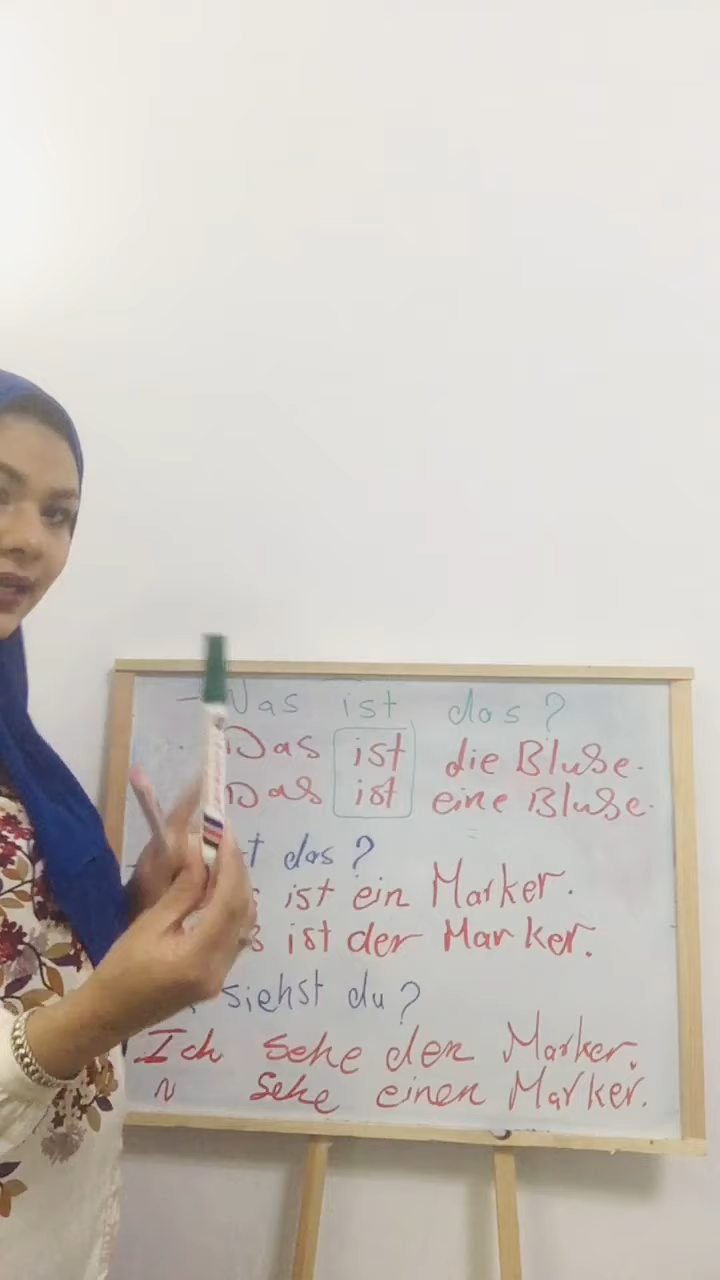 - Was ist das?
Das ist die Bluse.
Das ist eine Bluse.
das?
ist ein Marker.
ist der Marker.
siehst du?
Ich sehe den Marker.
~ sehe einen Marker.